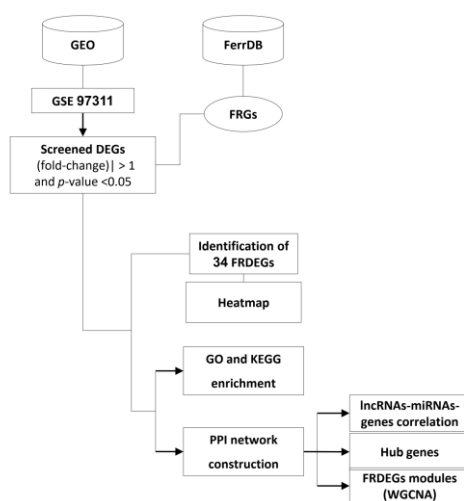 GEO
FerrDB
GSE 97311
FRGs
Screened DEGs
(fold-change)| > 1
and p-value <0.05
Identification of
34 FRDEGs
Heatmap
GO and KEGG
enrichment
PPI network
construction
lncRNAs-miRNAs-
genes correlation
Hub genes
FRDEGs modules
(WGCNA)